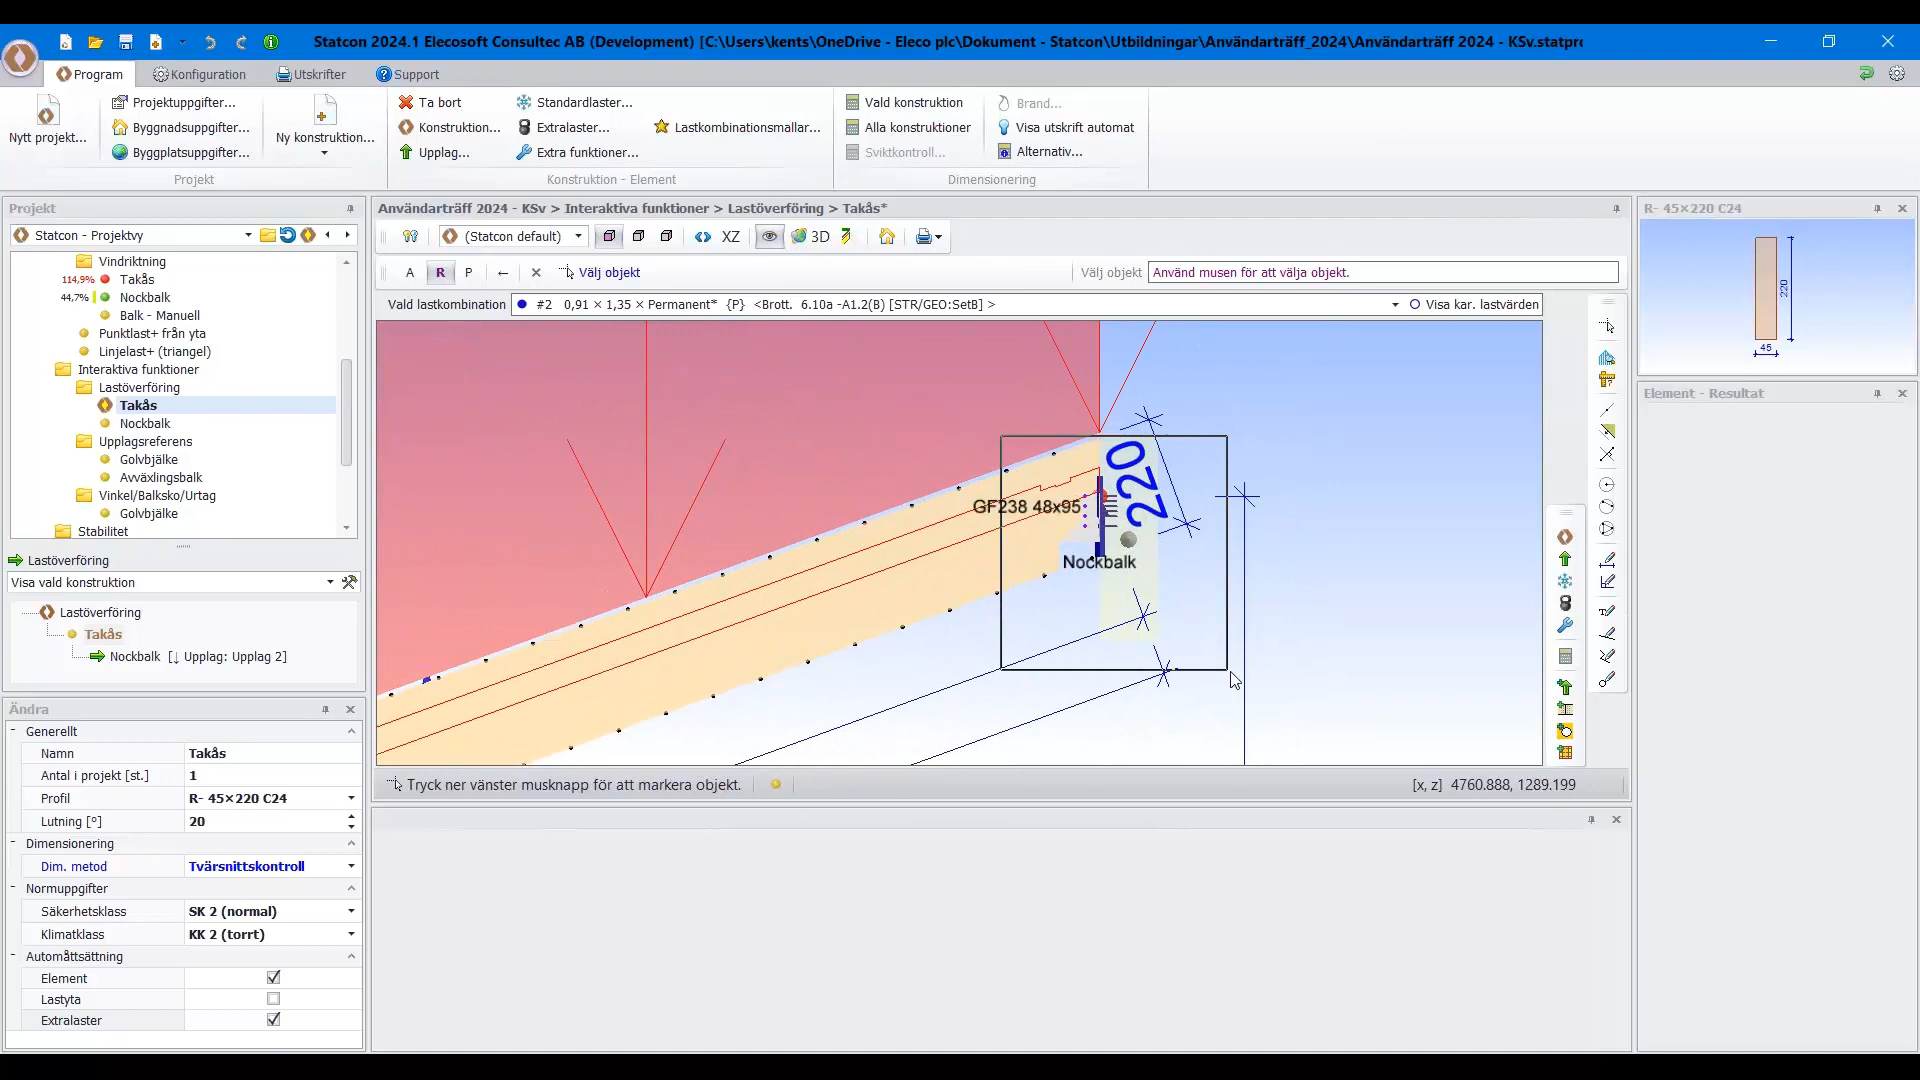 Statcon 2024.1 Elecosoft Consultec AB (Development) [C:\Users\kents\OneDrive - Eleco plc\Dokument - Statcon\Utbildningar\Användarträff_2024\Användarträff 2024 - KSv.statpro
Program
Konfiguration
Utskrifter
Support
Nytt projekt...
Projektuppgifter...
Byggnadsuppgifter...
Byggplatsuppgifter...
Projekt
Ny konstruktion...
Ta bort
Konstruktion...
Upplag...
Standardlaster...
Extralaster...
Extra funktioner...
Lastkombinationsmallar...
Konstruktion - Element
Vald konstruktion
Alla konstruktioner
Sviktkontroll...
Brand...
Visa utskrift automat
Alternativ...
Dimensionering
Projekt
Statcon - Projektvy
Vindriktning
114,9% Takås
44,7% Nockbalk
Balk - Manuell
Punktlast+ från yta
Linjelast+ (triangel)
Interaktiva funktioner
Lastöverföring
Takås
Nockbalk
Upplagsreferens
Golvbjälke
Avväxlingsbalk
Vinkel/Balksko/Urtag
Golvbjälke
Stabilitet
Lastöverföring
Visa vald konstruktion
Lastöverföring
Takås
Nockbalk [↓ Upplag: Upplag 2]
Ändra
Generellt
Namn Takås
Antal i projekt [st.] 1
Profil R- 45×220 C24
Lutning [°] 20
Dimensionering
Dim. metod Tvärsnittskontroll
Normuppgifter
Säkerhetsklass SK 2 (normal)
Klimatklass KK 2 (torrt)
Automåttsättning
Element
Lastyta
Extralaster
Användarträff 2024 - KSv > Interaktiva funktioner > Lastöverföring > Takås*
(Statcon default)
XZ
3D
A R P
Välj objekt
Välj objekt Använd musen för att välja objekt.
Vald lastkombination #2 0,91 × 1,35 × Permanent* {P} <Brott. 6.10a -A1.2(B) [STR/GEO:SetB] >
Visa kar. lastvärden
220
GF238 48x95
Nockbalk
Tryck ner vänster musknapp för att markera objekt.
[x, z] 4760.888, 1289.199
R- 45×220 C24
220
45
Element - Resultat